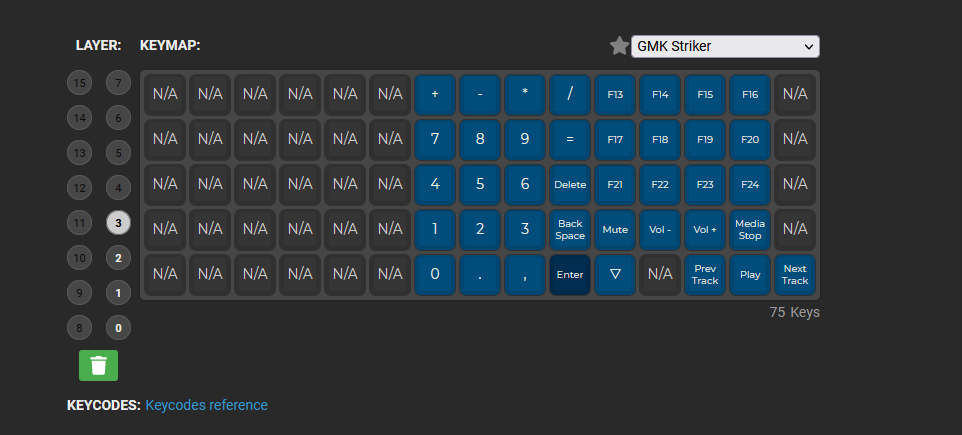 LAYER: KEYMAP: GMK Striker
15 7 N/A N/A N/A N/A N/A N/A + - * / F13 F14 F15 F16 N/A
14 6 N/A N/A N/A N/A N/A N/A 7 8 9 = F17 F18 F19 F20 N/A
13 5
12 4 N/A N/A N/A N/A N/A N/A 4 5 6 Delete F21 F22 F23 F24 N/A
11 3 N/A N/A N/A N/A N/A N/A 1 2 3 Back Space Mute Vol - Vol + Media Stop N/A
10 2 N/A N/A N/A N/A N/A N/A 0 . , Enter ▽ N/A Prev Track Play Next Track
9 1
75 Keys
8 0
KEYCODES: Keycodes reference